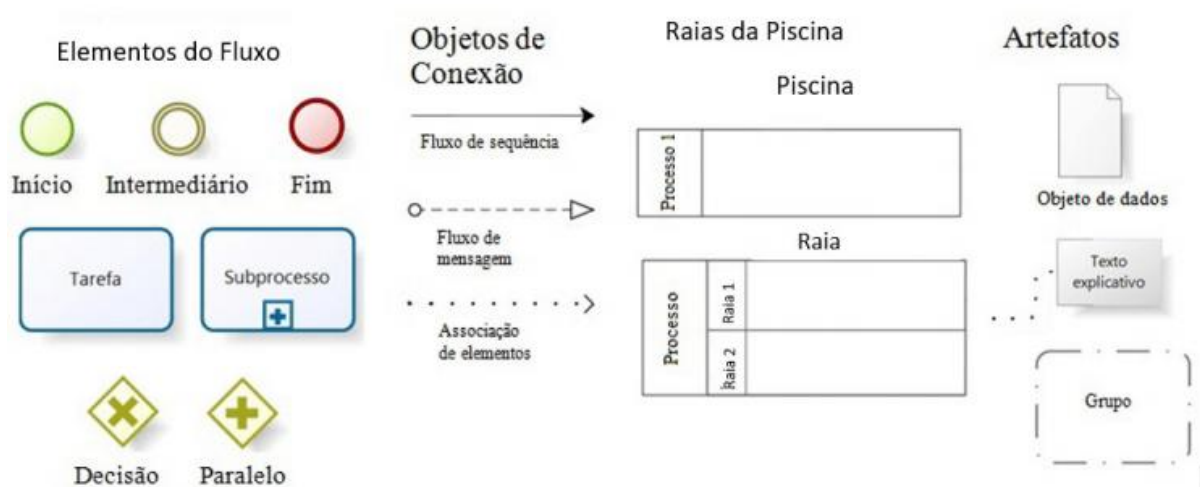 Elementos do Fluxo
Início
Intermediário
Fim
Tarefa
Subprocesso
Decisão
Paralelo
Objetos de
Conexão
Fluxo de sequência
Fluxo de
mensagem
Associação
de elementos
Raias da Piscina
Piscina
Processo 1
Raia
Processo
Raia 1
Raia 2
Artefatos
Objeto de dados
Texto
explicativo
Grupo